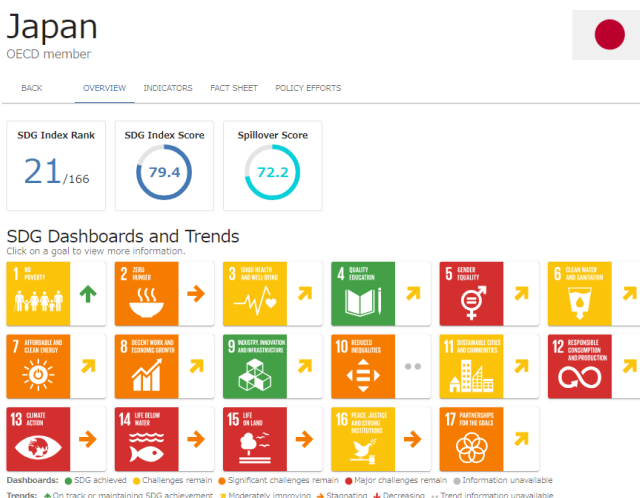 Japan
OECD member
BACK OVERVIEW INDICATORS FACT SHEET POLICY EFFORTS
SDG Index Rank SDG Index Score Spillover Score
21/166 79.4 72.2
SDG Dashboards and Trends
Click on a goal to view more information.
1 NO POVERTY
2 ZERO HUNGER
3 GOOD HEALTH AND WELL-BEING
4 QUALITY EDUCATION
5 GENDER EQUALITY
6 CLEAN WATER AND SANITATION
7 AFFORDABLE AND CLEAN ENERGY
8 DECENT WORK AND ECONOMIC GROWTH
9 INDUSTRY, INNOVATION AND INFRASTRUCTURE
10 REDUCED INEQUALITIES
11 SUSTAINABLE CITIES AND COMMUNITIES
12 RESPONSIBLE CONSUMPTION AND PRODUCTION
13 CLIMATE ACTION
14 LIFE BELOW WATER
15 LIFE ON LAND
16 PEACE, JUSTICE AND STRONG INSTITUTIONS
17 PARTNERSHIPS FOR THE GOALS
Dashboards: SDG achieved Challenges remain Significant challenges remain Major challenges remain Information unavailable
Trends: On track or maintaining SDG achievement Moderately improving Stagnating Decreasing Trend information unavailable